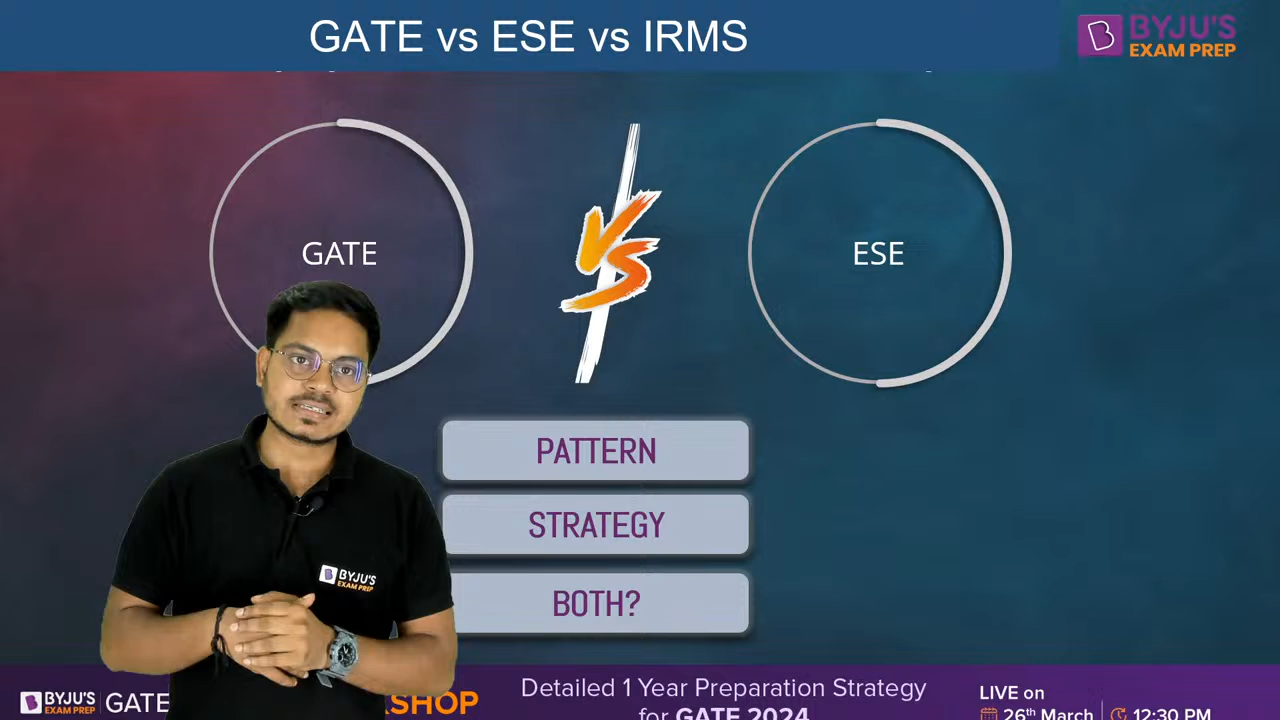 GATE vs ESE vs IRMS
BYJU'S
EXAM PREP
GATE
VS
ESE
PATTERN
STRATEGY
BOTH?
BYJU'S
EXAM PREP
BYJU'S
EXAM PREP
GATE
SHOP
Detailed 1 Year Preparation Strategy
for GATE 2024
LIVE on
26th March
12:30 PM